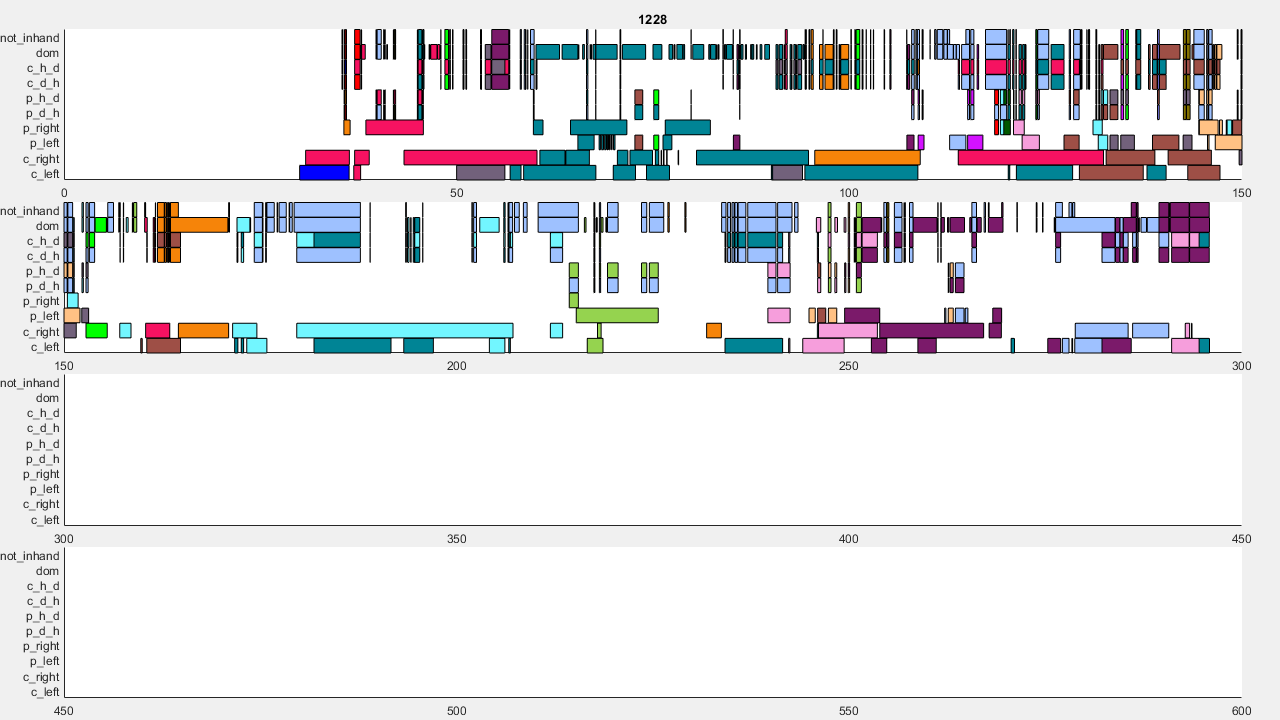 1228
not_inhand
dom
c_h_d
c_d_h
p_h_d
p_d_h
p_right
p_left
c_right
c_left
0 50 100 150
not_inhand
dom
c_h_d
c_d_h
p_h_d
p_d_h
p_right
p_left
c_right
c_left
150 200 250 300
not_inhand
dom
c_h_d
c_d_h
p_h_d
p_d_h
p_right
p_left
c_right
c_left
300 350 400 450
not_inhand
dom
c_h_d
c_d_h
p_h_d
p_d_h
p_right
p_left
c_right
c_left
450 500 550 600